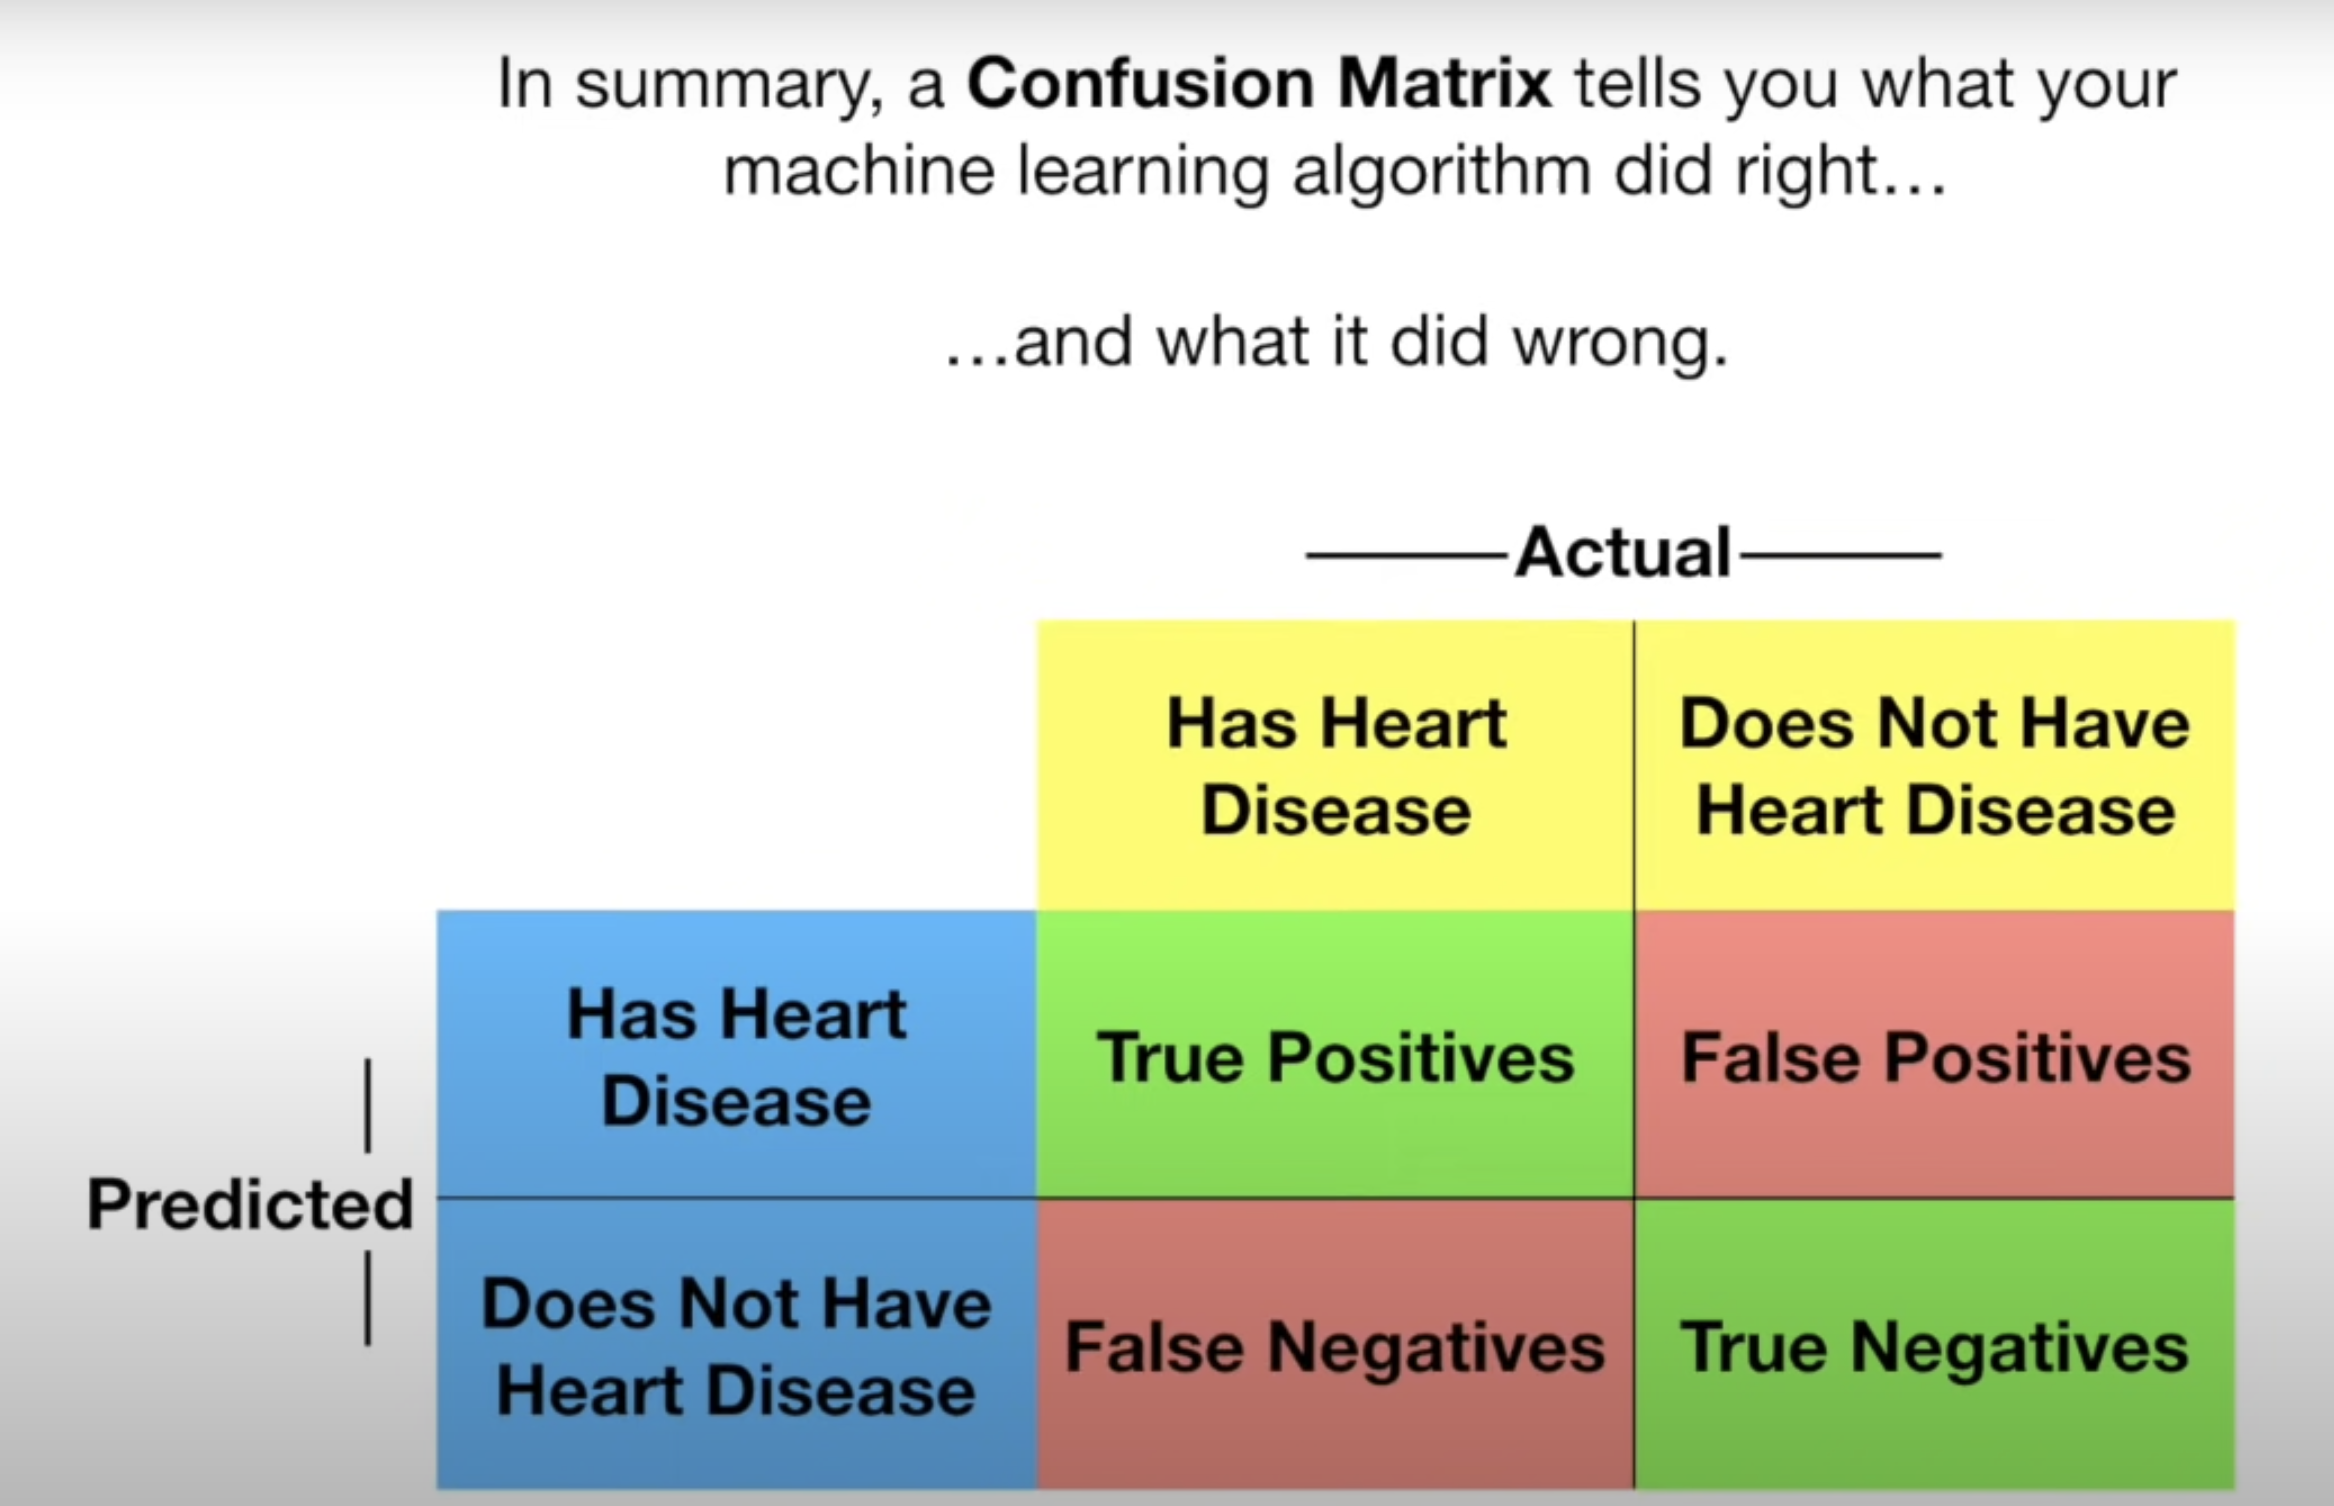 In summary, a Confusion Matrix tells you what your
machine learning algorithm did right…
…and what it did wrong.
Actual
Has Heart
Disease
Does Not Have
Heart Disease
Predicted
Has Heart
Disease
True Positives
False Positives
Does Not Have
Heart Disease
False Negatives
True Negatives